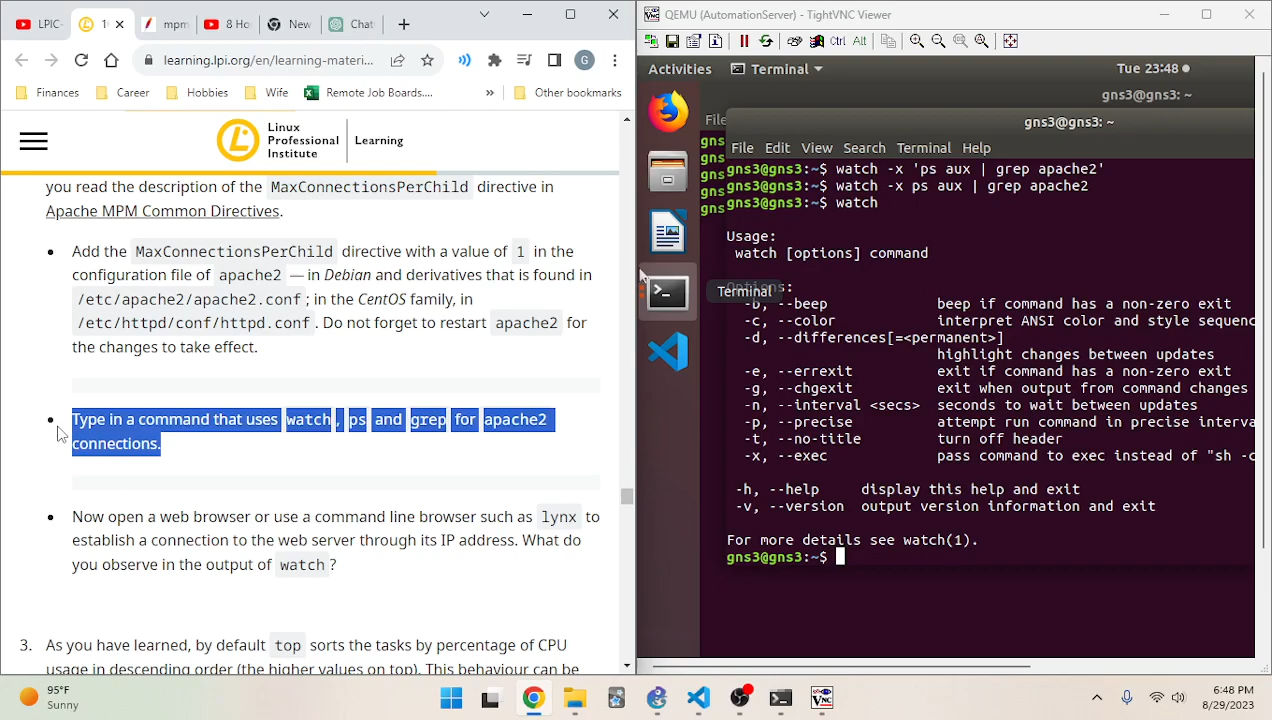 LPIC-
1
mpm
8 Ho
New
Chat
learning.lpi.org/en/learning-materi...
G
Finances
Career
Hobbies
Wife
Remote Job Boards....
»
Other bookmarks
Linux
Professional
Institute
Learning
you read the description of the MaxConnectionsPerChild directive in
Apache MPM Common Directives.
Add the MaxConnectionsPerChild directive with a value of 1 in the
configuration file of apache2 — in Debian and derivatives that is found in
/etc/apache2/apache2.conf; in the CentOS family, in
/etc/httpd/conf/httpd.conf. Do not forget to restart apache2 for
the changes to take effect.
Type in a command that uses watch, ps and grep for apache2
connections.
Now open a web browser or use a command line browser such as lynx to
establish a connection to the web server through its IP address. What do
you observe in the output of watch?
3. As you have learned, by default top sorts the tasks by percentage of CPU
usage in descending order (the higher values on top). This behaviour can be
QEMU (AutomationServer) - TightVNC Viewer
Ctrl Alt
Activities
Terminal
Tue 23:48
gns3@gns3: ~
File
gns3@gns3: ~
File Edit View Search Terminal Help
gns
gns
gns
gns
gns
gns3@gns3:~$ watch -x 'ps aux | grep apache2'
gns3@gns3:~$ watch -x ps aux | grep apache2
gns3@gns3:~$ watch
Usage:
watch [options] command
Options:
Terminal
-b, --beep beep if command has a non-zero exit
-c, --color interpret ANSI color and style sequenc
-d, --differences[=<permanent>]
highlight changes between updates
-e, --errexit exit if command has a non-zero exit
-g, --chgexit exit when output from command changes
-n, --interval <secs> seconds to wait between updates
-p, --precise attempt run command in precise interva
-t, --no-title turn off header
-x, --exec pass command to exec instead of "sh -c
-h, --help display this help and exit
-v, --version output version information and exit
For more details see watch(1).
gns3@gns3:~$
95°F
Sunny
6:48 PM
8/29/2023